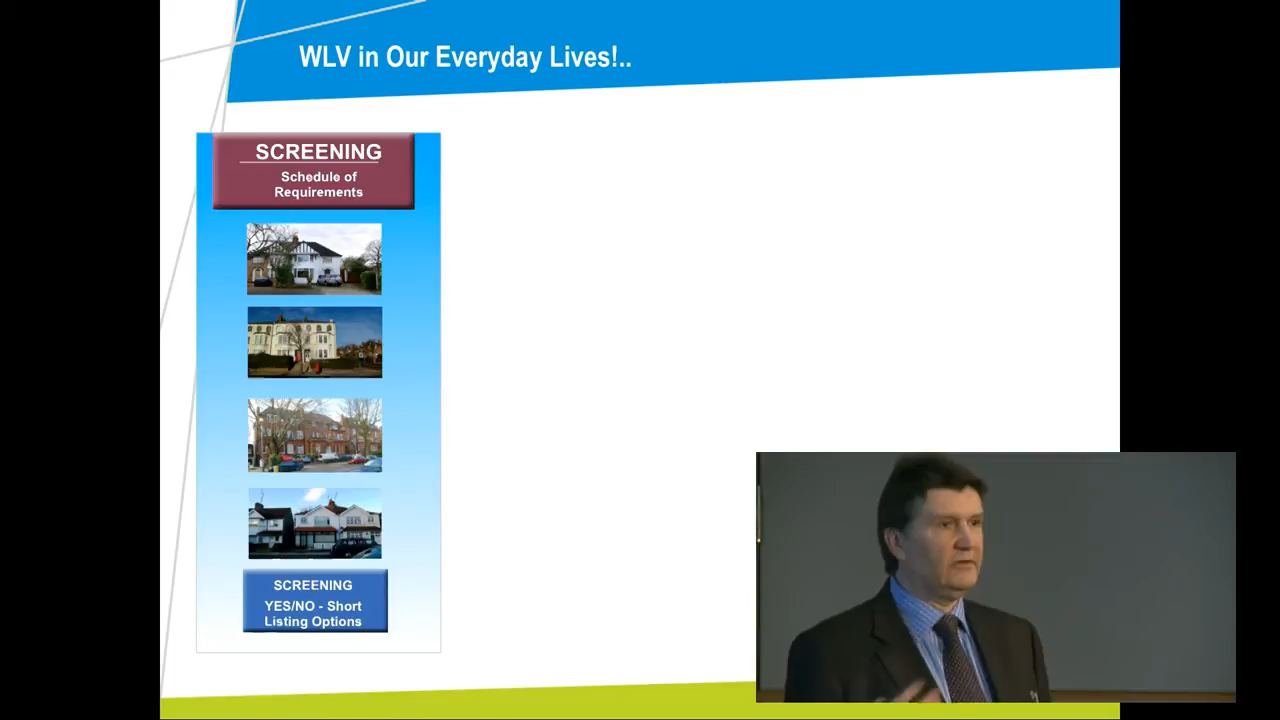 WLV in Our Everyday Lives!..
SCREENING
Schedule of
Requirements
SCREENING
YES/NO - Short
Listing Options